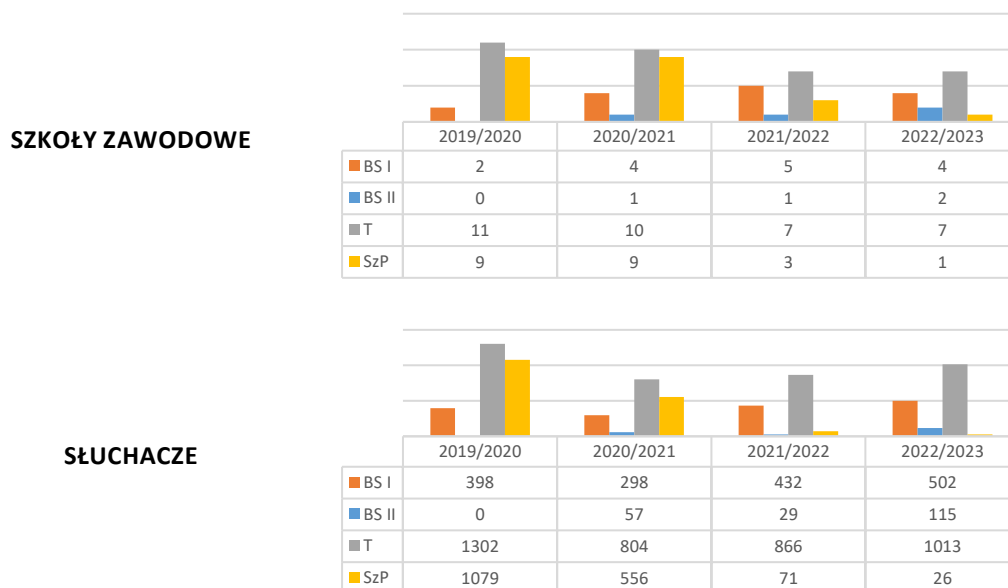 SZKOŁY ZAWODOWE
2019/2020 2020/2021 2021/2022 2022/2023
BS I 2 4 5 4
BS II 0 1 1 2
T 11 10 7 7
SzP 9 9 3 1
SŁUCHACZE
2019/2020 2020/2021 2021/2022 2022/2023
BS I 398 298 432 502
BS II 0 57 29 115
T 1302 804 866 1013
SzP 1079 556 71 26